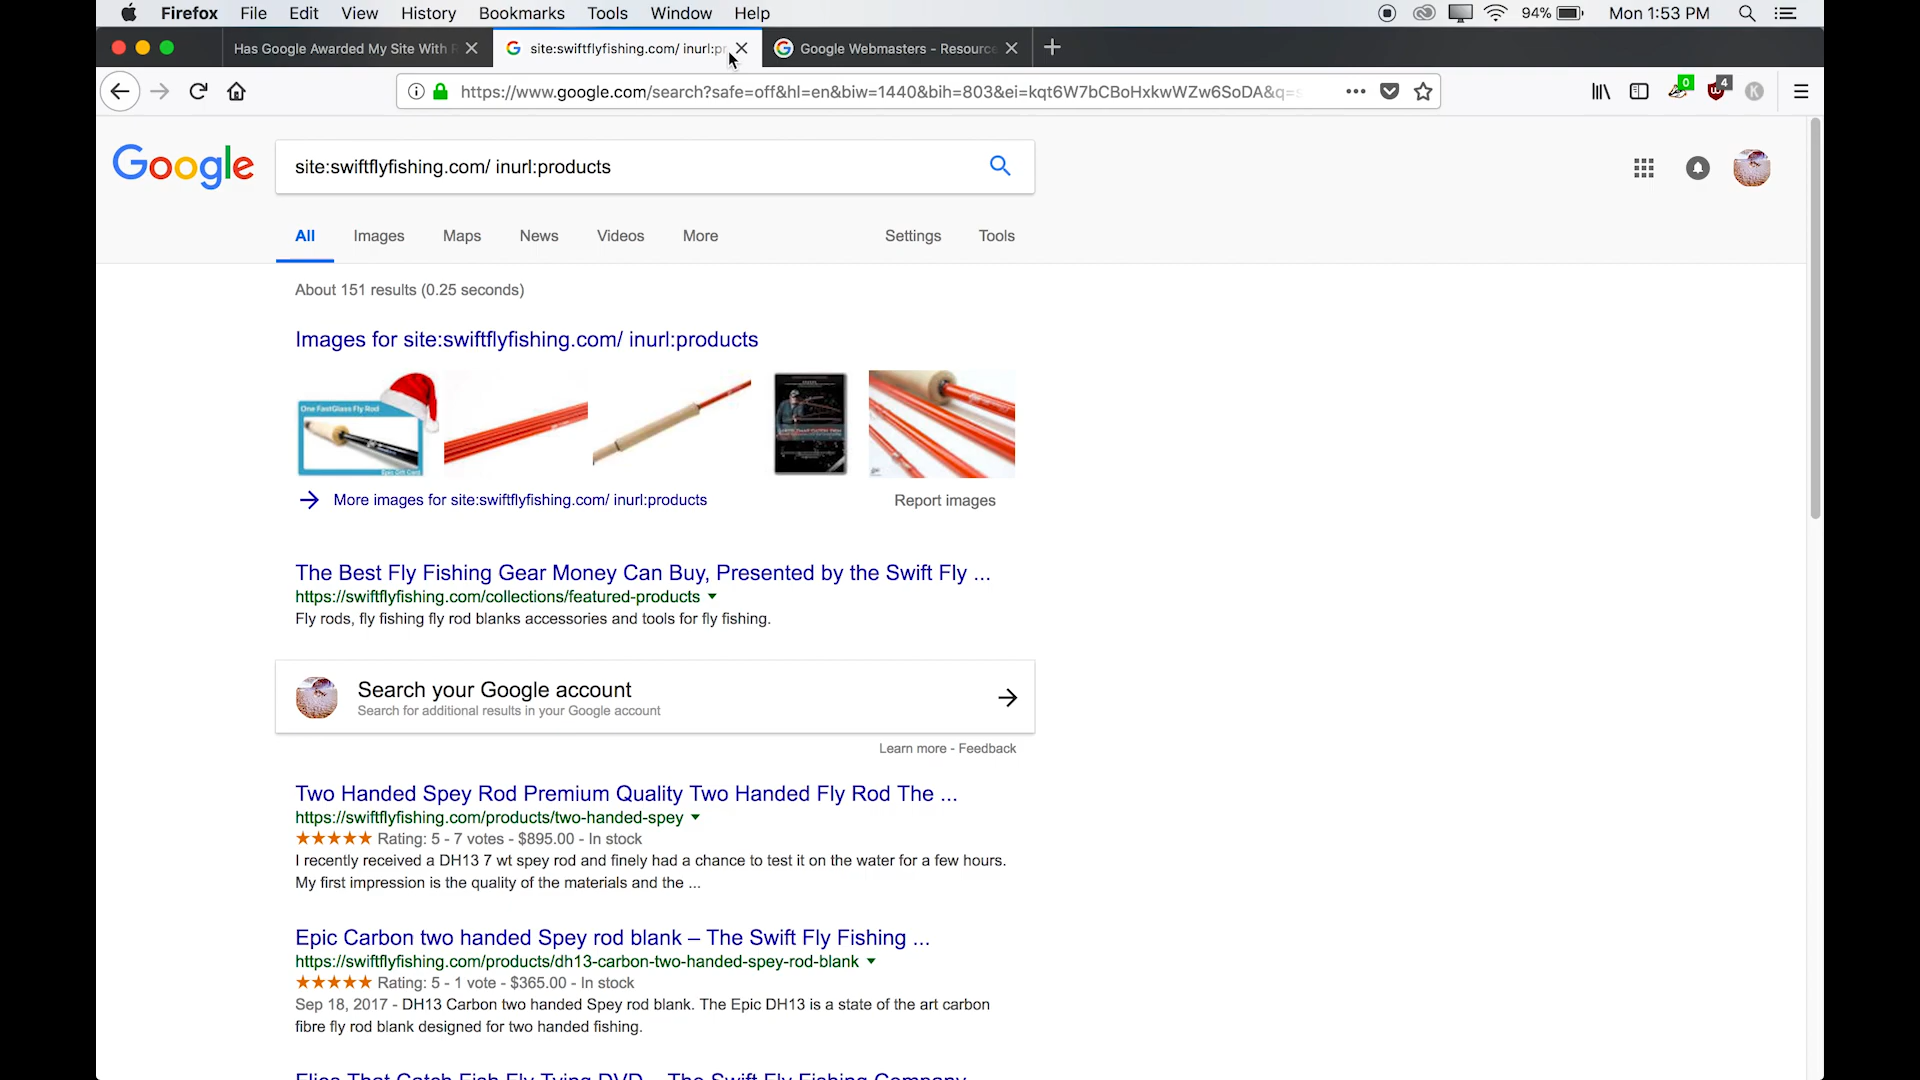 Firefox File Edit View History Bookmarks Tools Window Help 94% Mon 1:53 PM
Has Google Awarded My Site With
site:swiftflyfishing.com/ inurl:pr
Google Webmasters - Resource
https://www.google.com/search?safe=off&hl=en&biw=1440&bih=803&ei=kqt6W7bCBoHxkwWZw6SoDA&q=s
0
4
K
Google
site:swiftflyfishing.com/ inurl:products
All Images Maps News Videos More Settings Tools
About 151 results (0.25 seconds)
Images for site:swiftflyfishing.com/ inurl:products
One FastGlass Fly Rod
Epic Gift Card
More images for site:swiftflyfishing.com/ inurl:products
Report images
The Best Fly Fishing Gear Money Can Buy, Presented by the Swift Fly ...
https://swiftflyfishing.com/collections/featured-products
Fly rods, fly fishing fly rod blanks accessories and tools for fly fishing.
Search your Google account
Search for additional results in your Google account
Learn more - Feedback
Two Handed Spey Rod Premium Quality Two Handed Fly Rod The ...
https://swiftflyfishing.com/products/two-handed-spey
Rating: 5 - 7 votes - $895.00 - In stock
I recently received a DH13 7 wt spey rod and finely had a chance to test it on the water for a few hours.
My first impression is the quality of the materials and the ...
Epic Carbon two handed Spey rod blank – The Swift Fly Fishing ...
https://swiftflyfishing.com/products/dh13-carbon-two-handed-spey-rod-blank
Rating: 5 - 1 vote - $365.00 - In stock
Sep 18, 2017 - DH13 Carbon two handed Spey rod blank. The Epic DH13 is a state of the art carbon
fibre fly rod blank designed for two handed fishing.
Flies That Catch Fish Fly Tying DVD – The Swift Fly Fishing Company